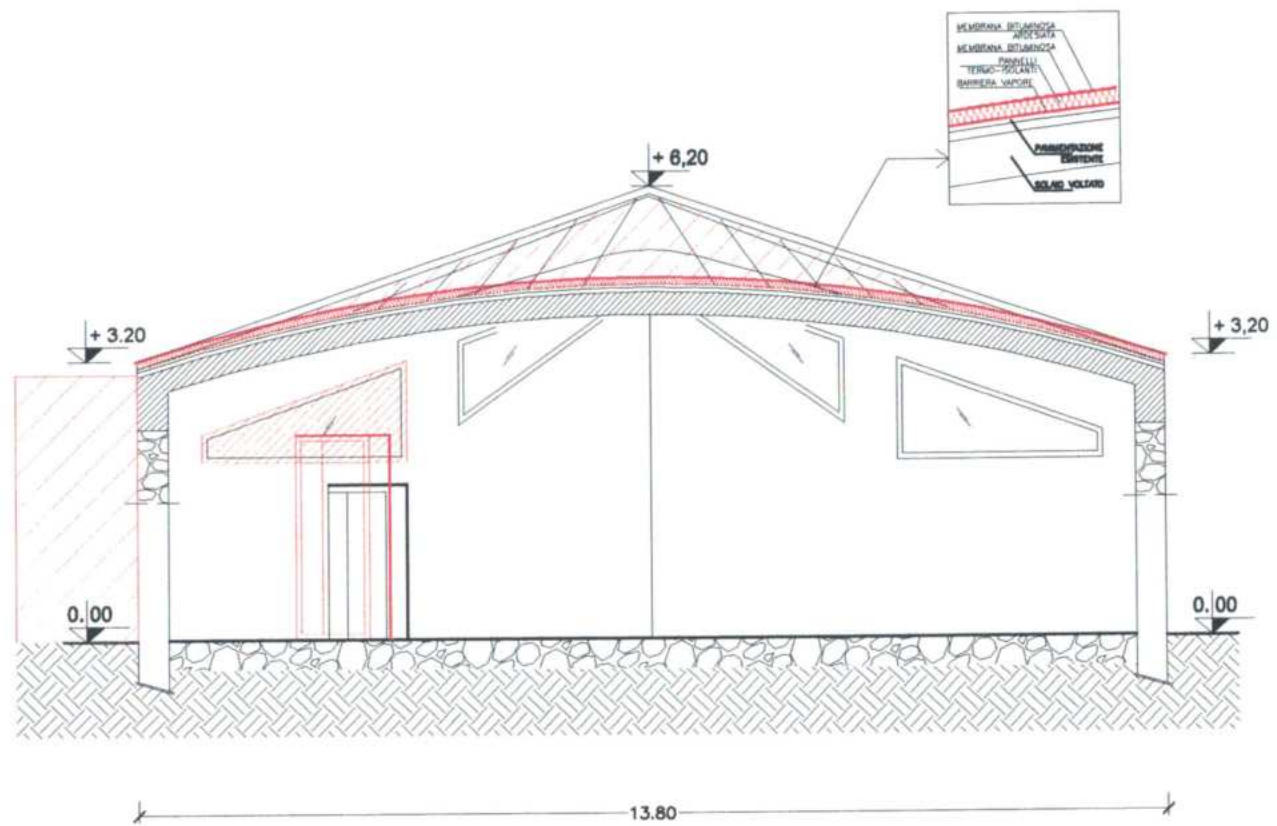 MEMBRANA BITUMINOSA
ARDESIATA
MEMBRANA BITUMINOSA
PANNELLI
TERMO-ISOLANTI
BARRIERA VAPORE
PAVIMENTAZIONE
ESISTENTE
SOLAIO VOLTATO
+ 6,20
+ 3.20
+ 3,20
0.00
0.00
13.80